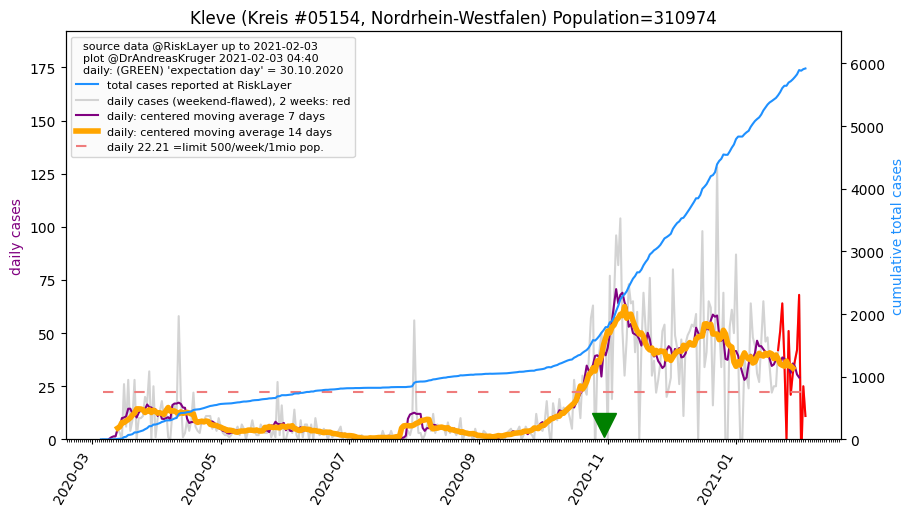 Kleve (Kreis #05154, Nordrhein-Westfalen) Population=310974
source data @RiskLayer up to 2021-02-03
plot @DrAndreasKruger 2021-02-03 04:40
daily: (GREEN) 'expectation day' = 30.10.2020
total cases reported at RiskLayer
daily cases (weekend-flawed), 2 weeks: red
daily: centered moving average 7 days
daily: centered moving average 14 days
daily 22.21 =limit 500/week/1mio pop.
daily cases
175
150
125
100
75
50
25
0
cumulative total cases
6000
5000
4000
3000
2000
1000
0
2020-03
2020-05
2020-07
2020-09
2020-11
2021-01